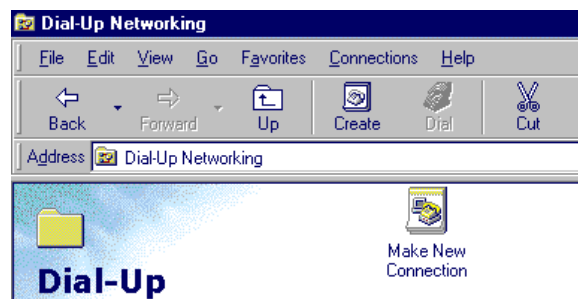 Dial-Up Networking
File Edit View Go Favorites Connections Help
Back Forward Up Create Dial Cut
Address Dial-Up Networking
Make New
Connection
Dial-Up